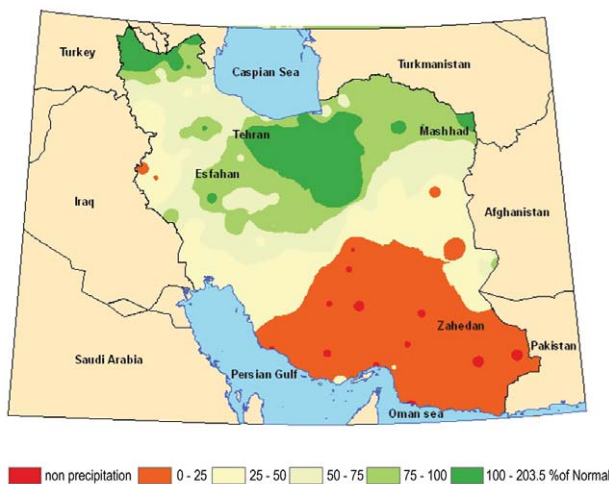 Turkey
Caspian Sea
Turkmanistan
Tehran
Mashhad
Esfahan
Iraq
Afghanistan
Zahedan
Pakistan
Saudi Arabia
Persian Gulf
Oman sea
non precipitation 0 - 25 25 - 50 50 - 75 75 - 100 100 - 203.5 %of Normal